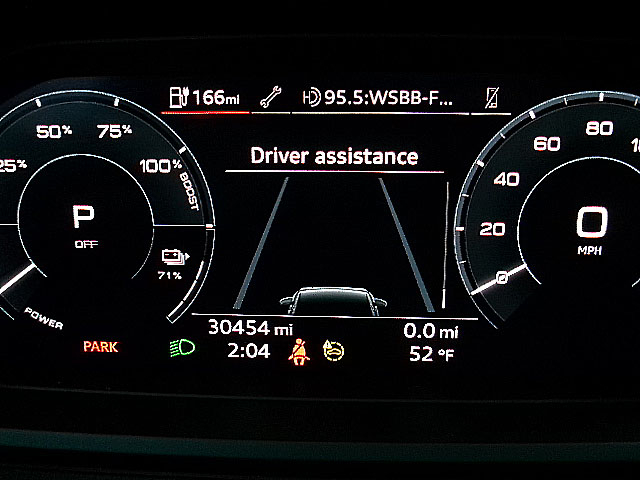 166mi
95.5:WSBB-F...
Driver assistance
25%
50%
75%
100%
BOOST
P
OFF
71%
POWER
20
40
60
80
0
MPH
0
30454 mi
0.0 mi
PARK
2:04
52 °F